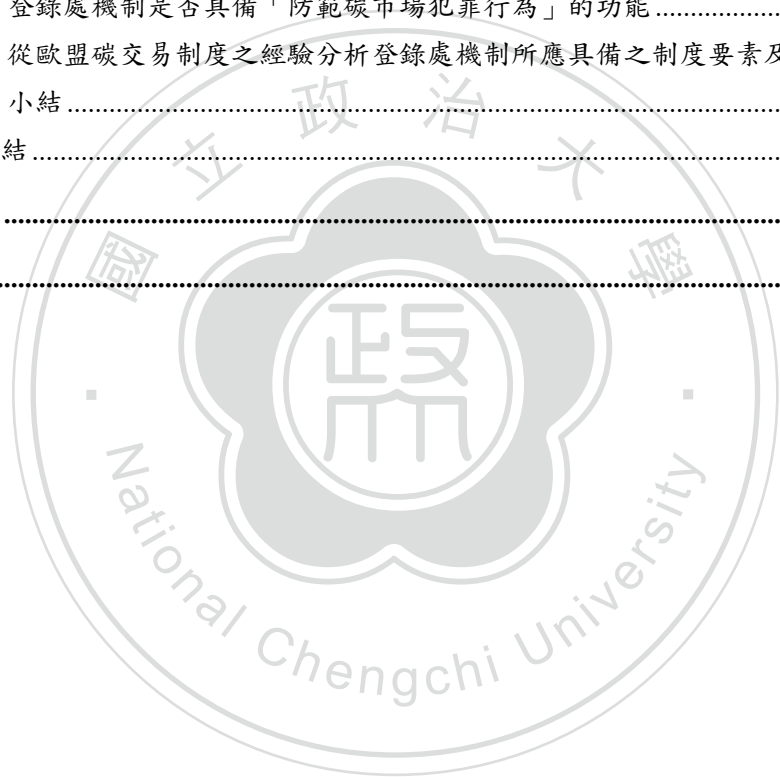 登錄處機制是否具備「防範碳市場犯罪行為」的功能
從歐盟碳交易制度之經驗分析登錄處機制所應具備之制度要素及
小結
結
國立政治大學
政
National Chengchi University